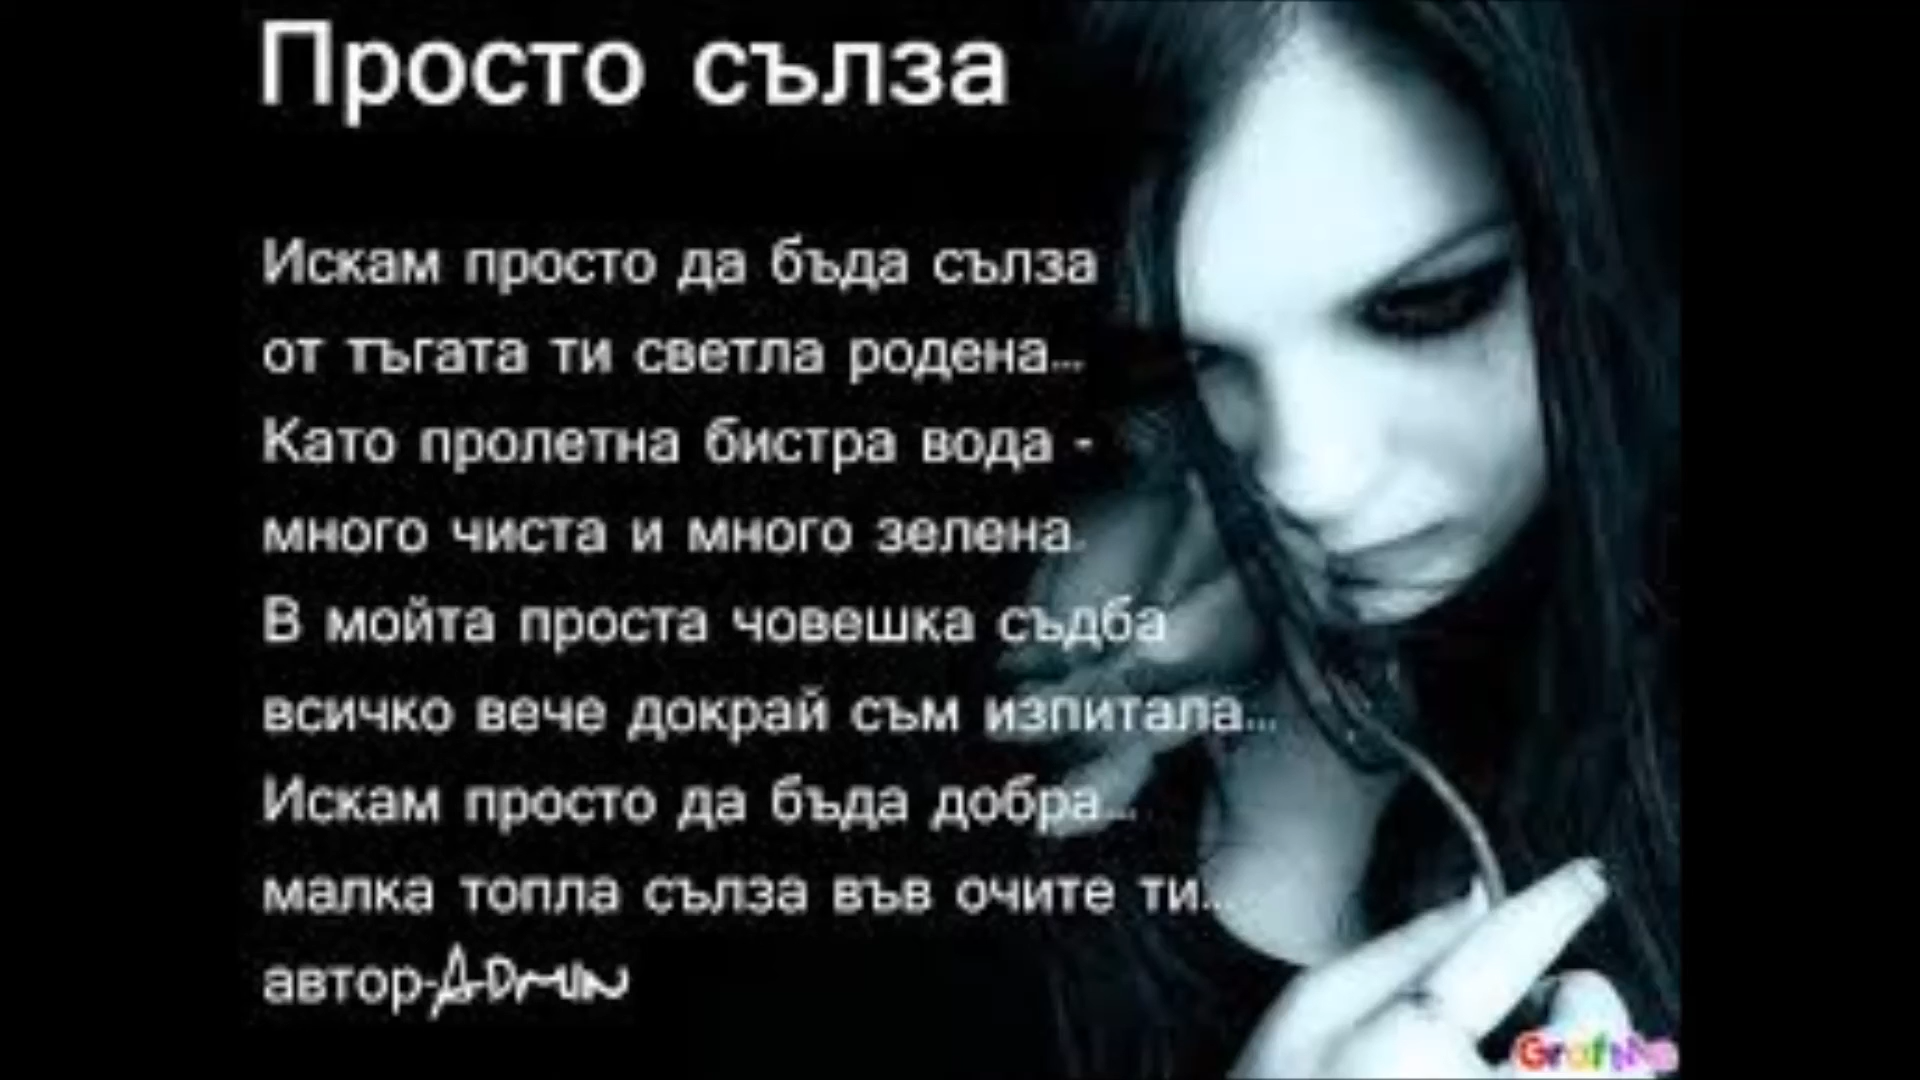 Просто сълза
Искам просто да бъда сълза
от тъгата ти светла родена...
Като пролетна бистра вода -
много чиста и много зелена.
В мойта проста човешка съдба
всичко вече докрай съм изпитала...
Искам просто да бъда добра...
малка топла сълза във очите ти..
автор-ADMIN